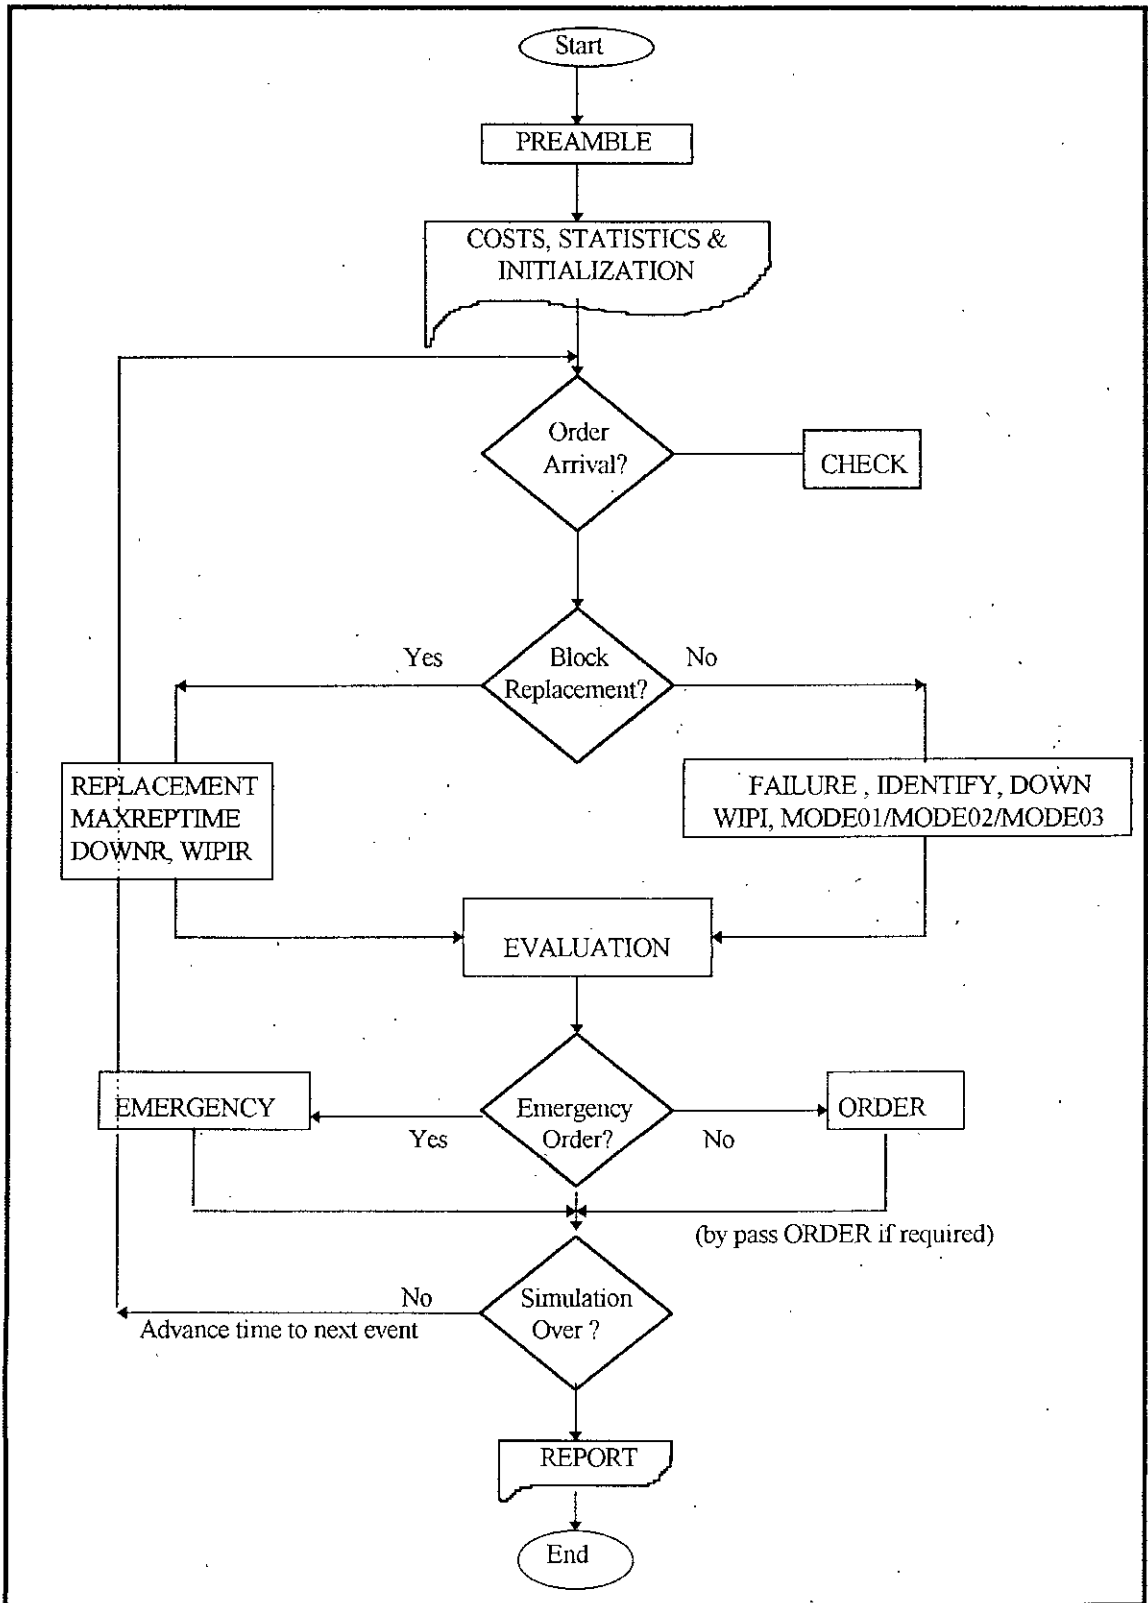 Start
PREAMBLE
COSTS, STATISTICS &
INITIALIZATION
Order
Arrival?
CHECK
Yes
Block
Replacement?
No
REPLACEMENT
MAXREPTIME
DOWNR, WIPIR
FAILURE , IDENTIFY, DOWN
WIPI, MODE01/MODE02/MODE03
EVALUATION
EMERGENCY
Yes
Emergency
Order?
No
ORDER
(by pass ORDER if required)
No
Advance time to next event
Simulation
Over ?
REPORT
End